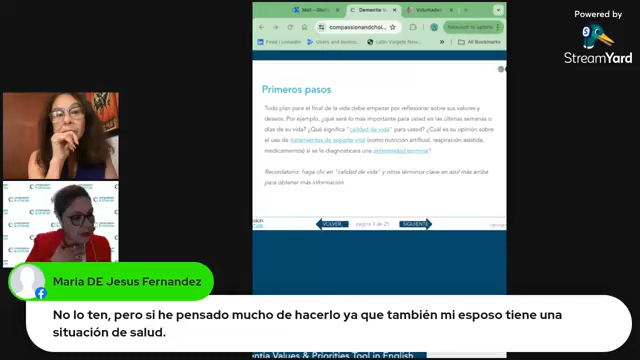 Powered by
StreamYard
compassionandchoi...
All Bookmarks
Primeros pasos
Todo plan para el final de la vida debe empezar por reflexionar sobre sus valores y
deseos. Por ejemplo, ¿qué será lo más importante para usted en las últimas semanas o
días de su vida? ¿Qué significa "calidad de vida" para usted? ¿Cuál es su opinión sobre
el uso de tratamientos de soporte vital (como nutrición artificial, respiración asistida,
medicamentos) si se le diagnosticara una enfermedad terminal?
Recordatorio: haga clic en "calidad de vida" y otros términos clave en azul más arriba
para obtener más información
VOLVER
página 3 de 25
SIGUIENTE
María DE Jesus Fernandez
No lo ten, pero si he pensado mucho de hacerlo ya que también mi esposo tiene una
situación de salud.
entia Values & Priorities Tool in English